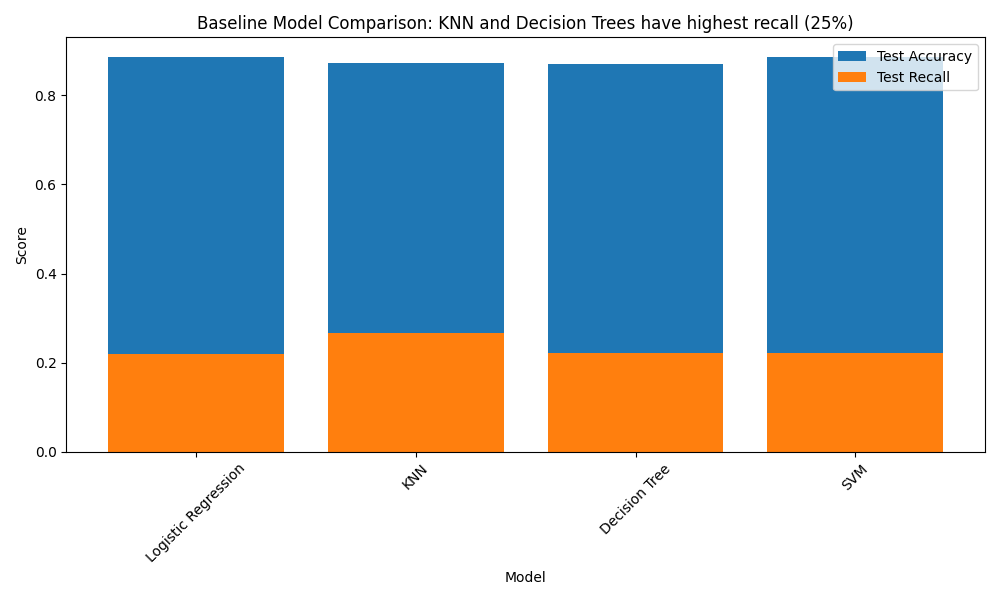 Baseline Model Comparison: KNN and Decision Trees have highest recall (25%)
Test Accuracy
Test Recall
0.8
0.6
0.4
0.2
0.0
Score
Logistic Regression
KNN
Decision Tree
SVM
Model